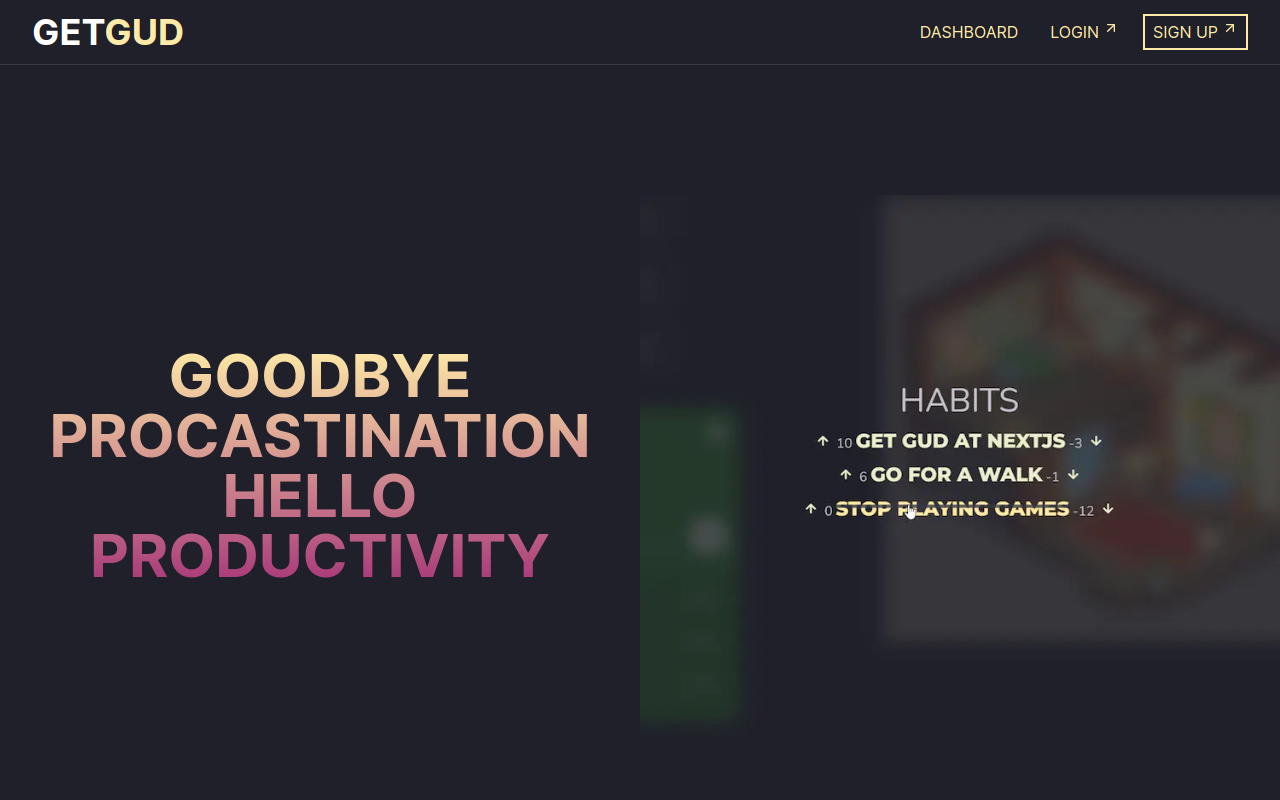 GETGUD
DASHBOARD
LOGIN
SIGN UP
GOODBYE
PROCASTINATION
HELLO
PRODUCTIVITY
HABITS
10 GET GUD AT NEXTJS -3
6 GO FOR A WALK -1
0 STOP PLAYING GAMES -12